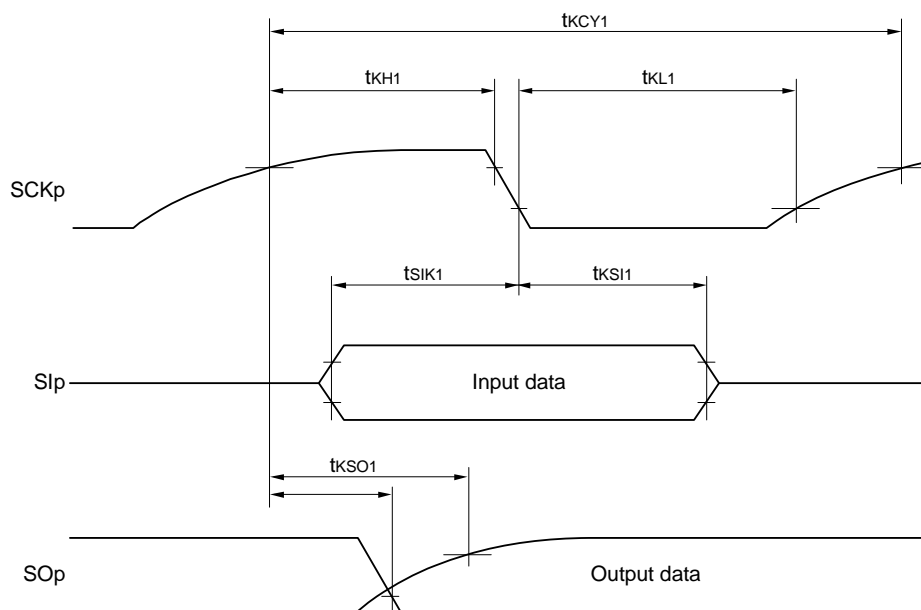 tKCY1
tKH1
tKL1
SCKp
tSIK1
tKSI1
SIp
Input data
tKSO1
SOp
Output data